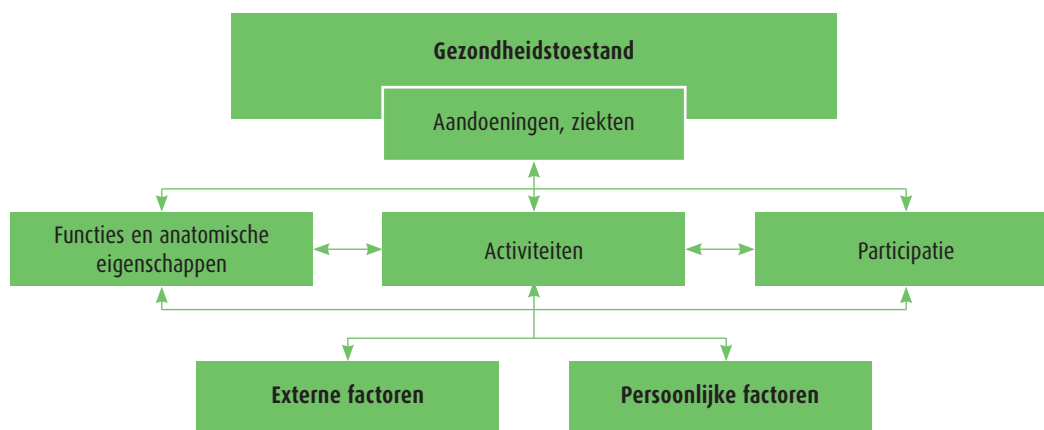 Gezondheidstoestand
Aandoeningen, ziekten
Functies en anatomische
eigenschappen
Activiteiten
Participatie
Externe factoren
Persoonlijke factoren